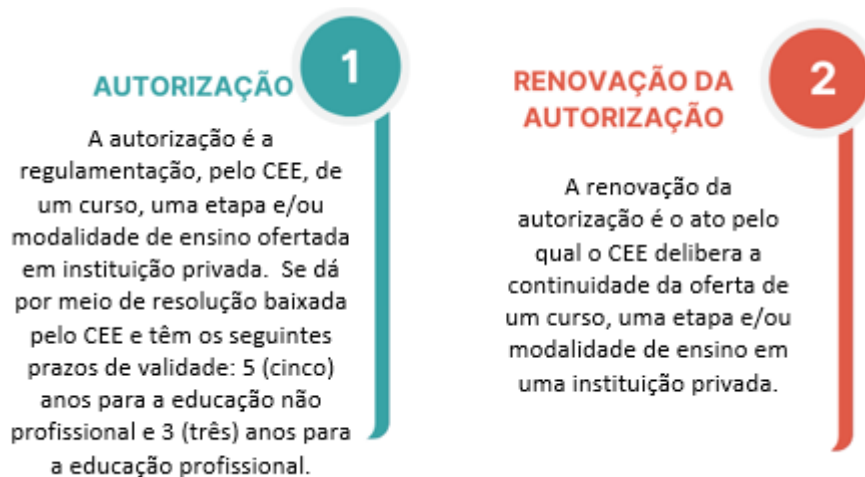 1
AUTORIZAÇÃO
A autorização é a
regulamentação, pelo CEE, de
um curso, uma etapa e/ou
modalidade de ensino ofertada
em instituição privada. Se dá
por meio de resolução baixada
pelo CEE e têm os seguintes
prazos de validade: 5 (cinco)
anos para a educação não
profissional e 3 (três) anos para
a educação profissional.
2
RENOVAÇÃO DA
AUTORIZAÇÃO
A renovação da
autorização é o ato pelo
qual o CEE delibera a
continuidade da oferta de
um curso, uma etapa e/ou
modalidade de ensino em
uma instituição privada.